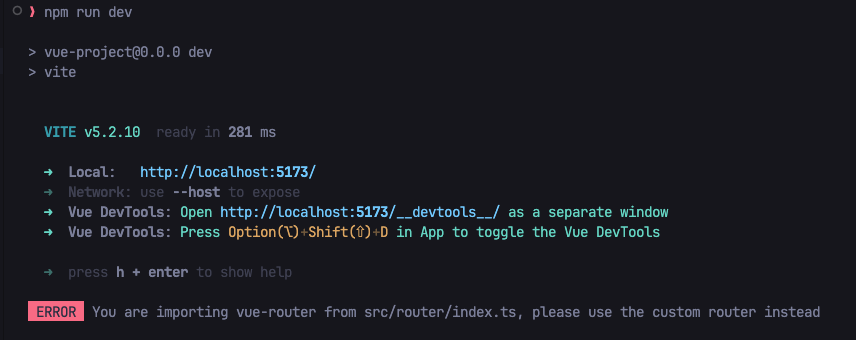 ❯ npm run dev
> vue-project@0.0.0 dev
> vite
VITE v5.2.10 ready in 281 ms
➜ Local: http://localhost:5173/
➜ Network: use --host to expose
➜ Vue DevTools: Open http://localhost:5173/__devtools__/ as a separate window
➜ Vue DevTools: Press Option(⌥)+Shift(⇧)+D in App to toggle the Vue DevTools
➜ press h + enter to show help
ERROR You are importing vue-router from src/router/index.ts, please use the custom router instead